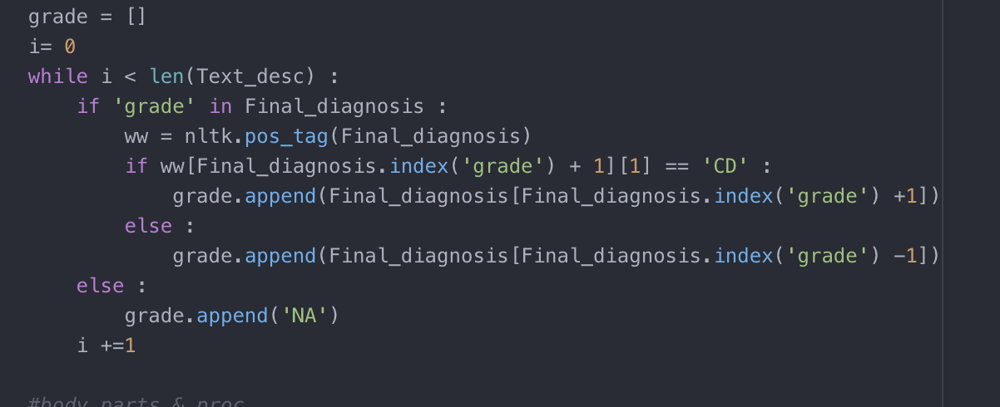 grade = []
i= 0
while i < len(Text_desc) :
    if 'grade' in Final_diagnosis :
        ww = nltk.pos_tag(Final_diagnosis)
        if ww[Final_diagnosis.index('grade') + 1][1] == 'CD' :
            grade.append(Final_diagnosis[Final_diagnosis.index('grade') +1])
        else :
            grade.append(Final_diagnosis[Final_diagnosis.index('grade') -1])
    else :
        grade.append('NA')
    i +=1
#body parts & proc